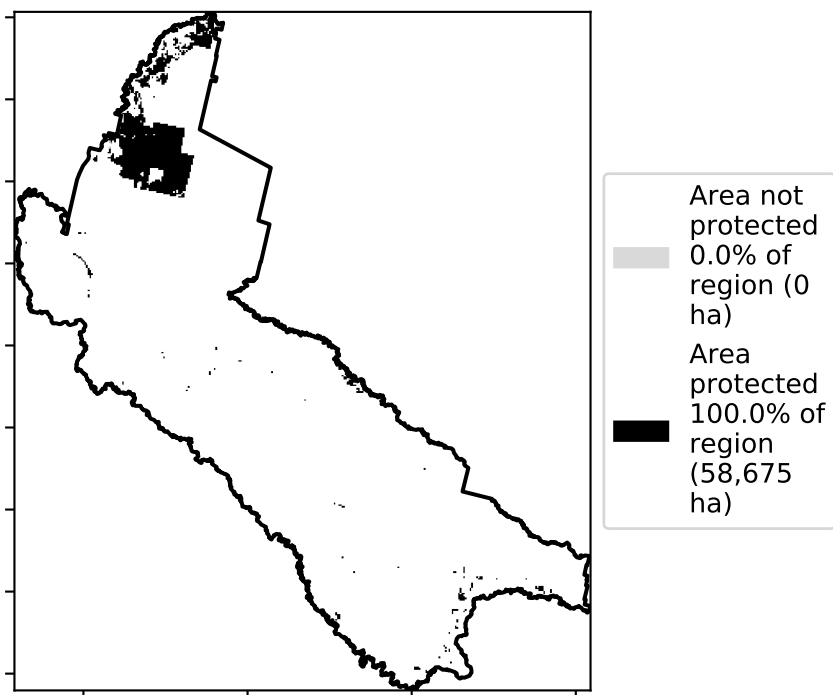 Area not
protected
0.0% of
region (0
ha)
Area
protected
100.0% of
region
(58,675
ha)